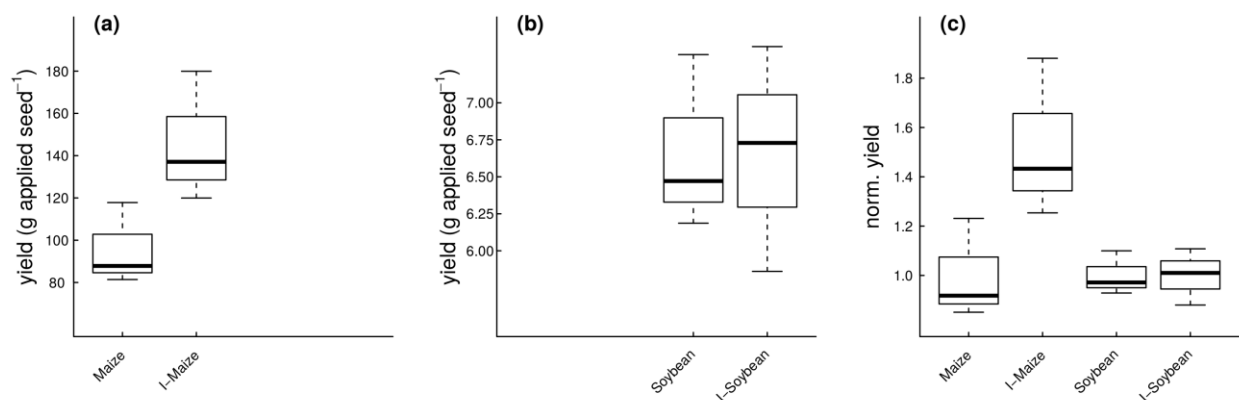 (a)
yield (g applied seed⁻¹)
180
160
140
120
100
80
Maize
I−Maize
(b)
yield (g applied seed⁻¹)
7.00
6.75
6.50
6.25
6.00
Soybean
I−Soybean
(c)
norm. yield
1.8
1.6
1.4
1.2
1.0
Maize
I−Maize
Soybean
I−Soybean